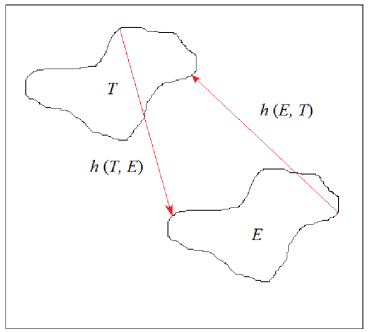 T
h (E, T)
h (T, E)
E